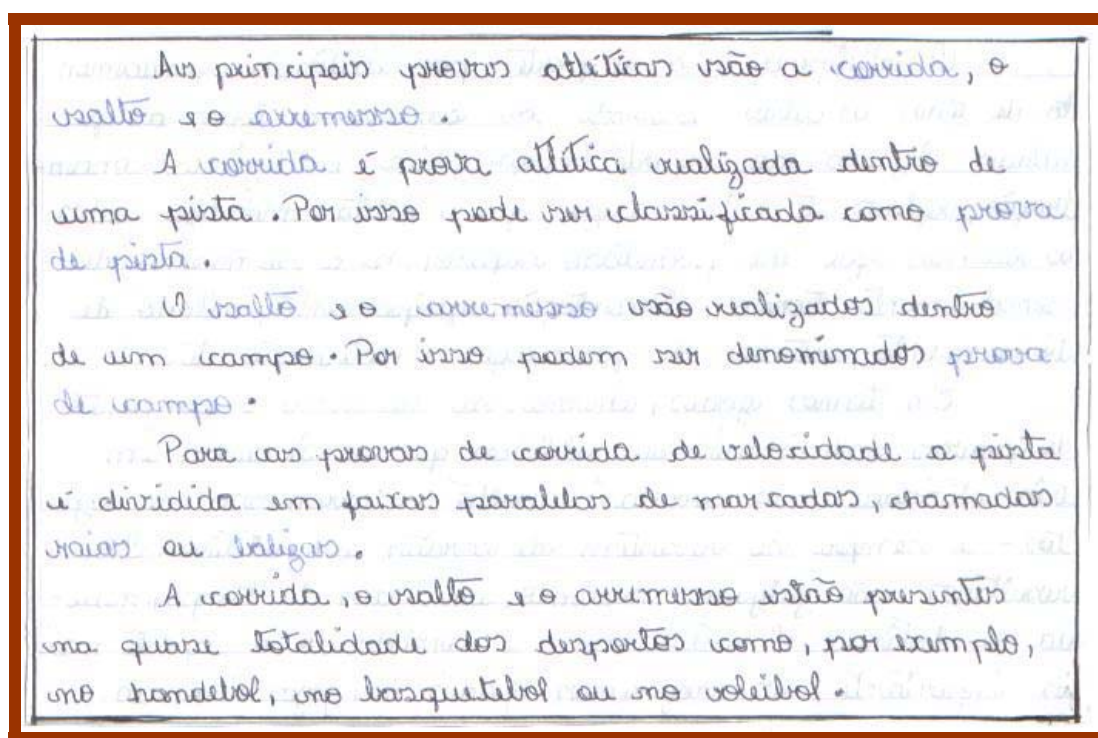 As principais provas atléticas são a corrida, o
salto e o arremesso.
A corrida é prova atlética realizada dentro de
uma pista. Por isso pode ser classificada como prova
de pista.
O salto e o arremesso são realizados dentro
de um campo. Por isso podem ser denominados prova
de campo.
Para as provas de corrida de velocidade, a pista
é dividida em faixas paralelas demarcadas, chamadas
raias ou balizas.
A corrida, o salto e o arremesso estão presentes
na quase totalidade dos desportos como, por exemplo,
no handebol, no basquetebol ou no voleibol.